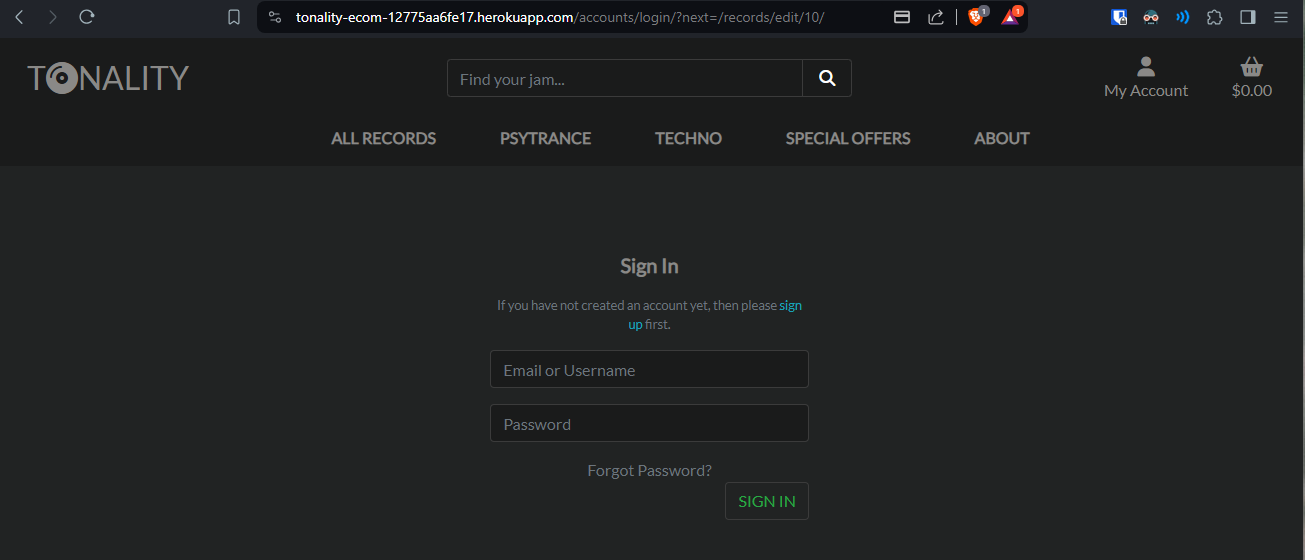 tonality-ecom-12775aa6fe17.herokuapp.com/accounts/login/?next=/records/edit/10/
1
1
TONALITY
Find your jam...
My Account
$0.00
ALL RECORDS
PSYTRANCE
TECHNO
SPECIAL OFFERS
ABOUT
Sign In
If you have not created an account yet, then please sign
up first.
Email or Username
Password
Forgot Password?
SIGN IN